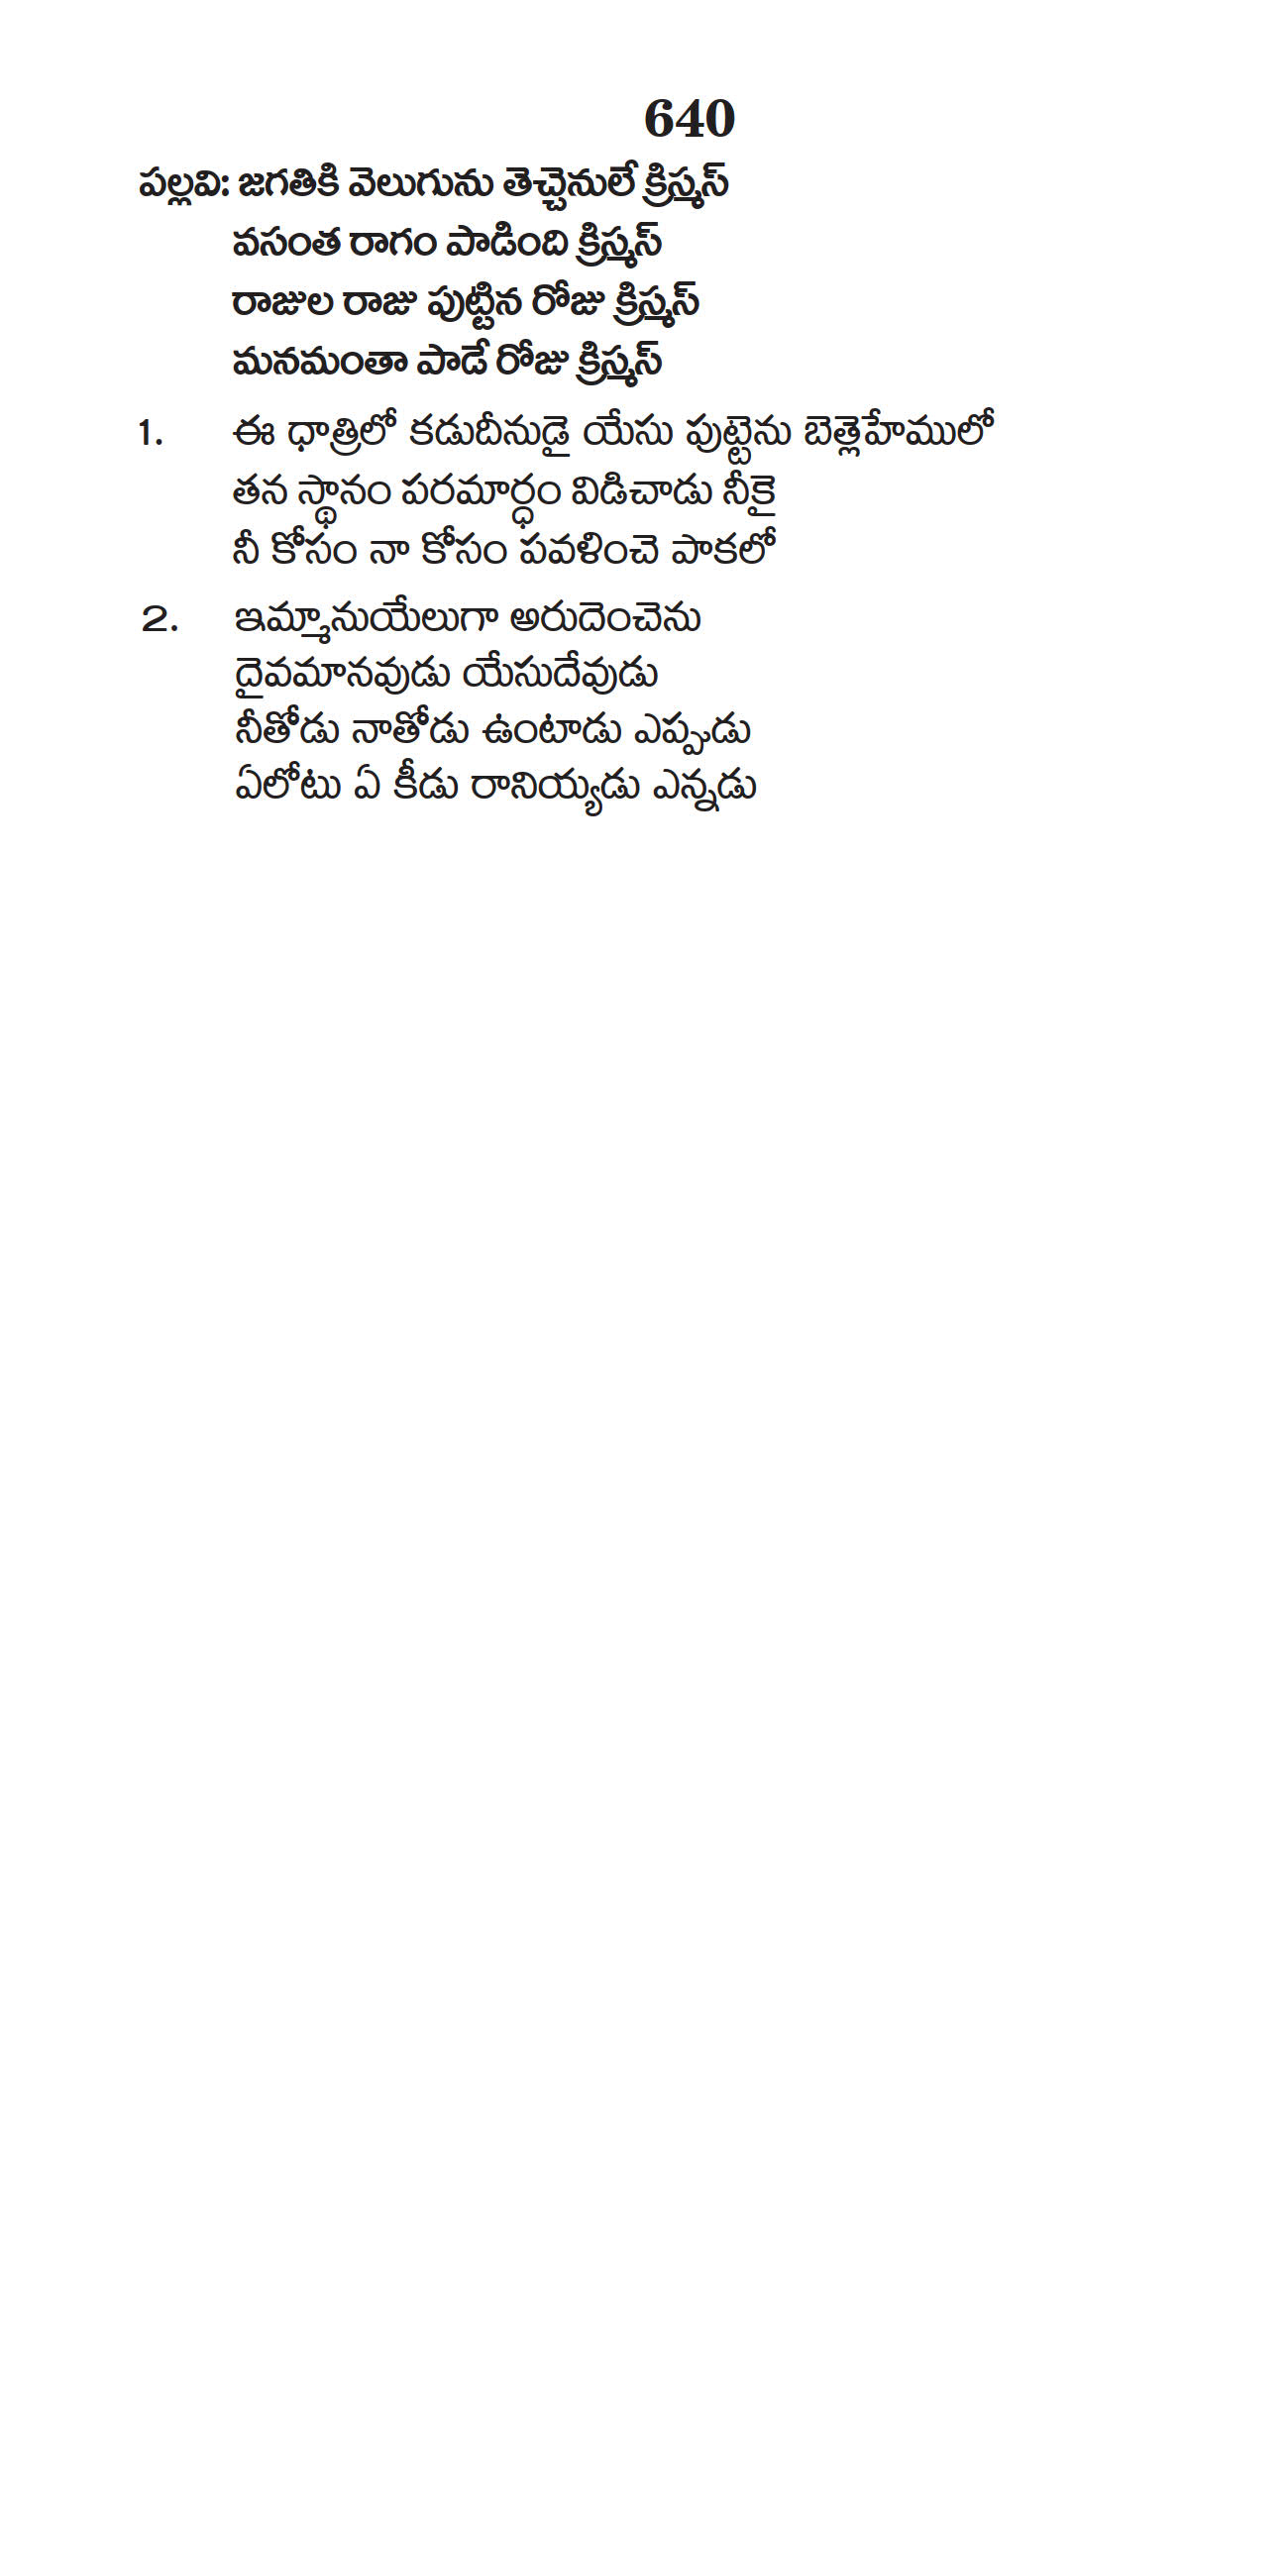 640
పల్లవి: జగతికి వెలుగును తెచ్చెనులే క్రిస్మస్
వసంత రాగం పాడింది క్రిస్మస్
రాజుల రాజు పుట్టిన రోజు క్రిస్మస్
మనమంతా పాడే రోజు క్రిస్మస్
1. ఈ ధాత్రిలో కడుదీనుడై యేసు పుట్టెను బెత్లెహేములో
తన స్థానం పరమార్ధం విడిచాడు నీకై
నీ కోసం నా కోసం పవళించె పాకలో
2. ఇమ్మానుయేలుగా అరుదెంచెను
దైవమానవుడు యేసుదేవుడు
నీతోడు నాతోడు ఉంటాడు ఎప్పుడు
ఏలోటు ఏ కీడు రానియ్యడు ఎన్నడు